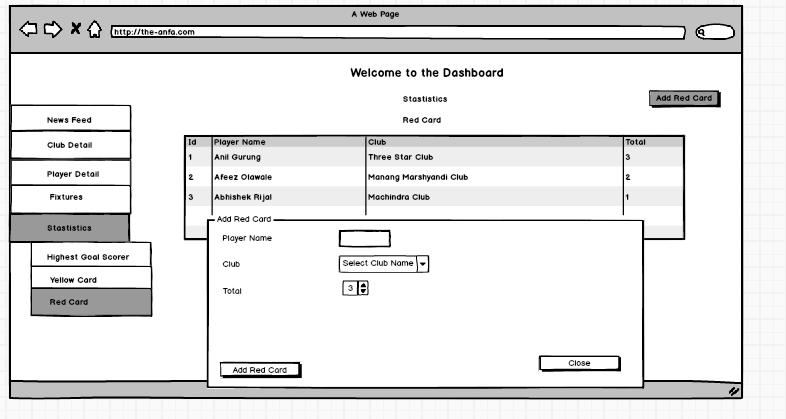 A Web Page
http://the-anfa.com
Welcome to the Dashboard
Stastistics
Add Red Card
Red Card
News Feed
Club Detail
Player Detail
Fixtures
Stastistics
Highest Goal Scorer
Yellow Card
Red Card
Id Player Name Club Total
1 Anil Gurung Three Star Club 3
2 Afeez Olawale Manang Marshyandi Club 2
3 Abhishek Rijal Machindra Club 1
Add Red Card
Player Name
Club Select Club Name
Total 3
Add Red Card Close